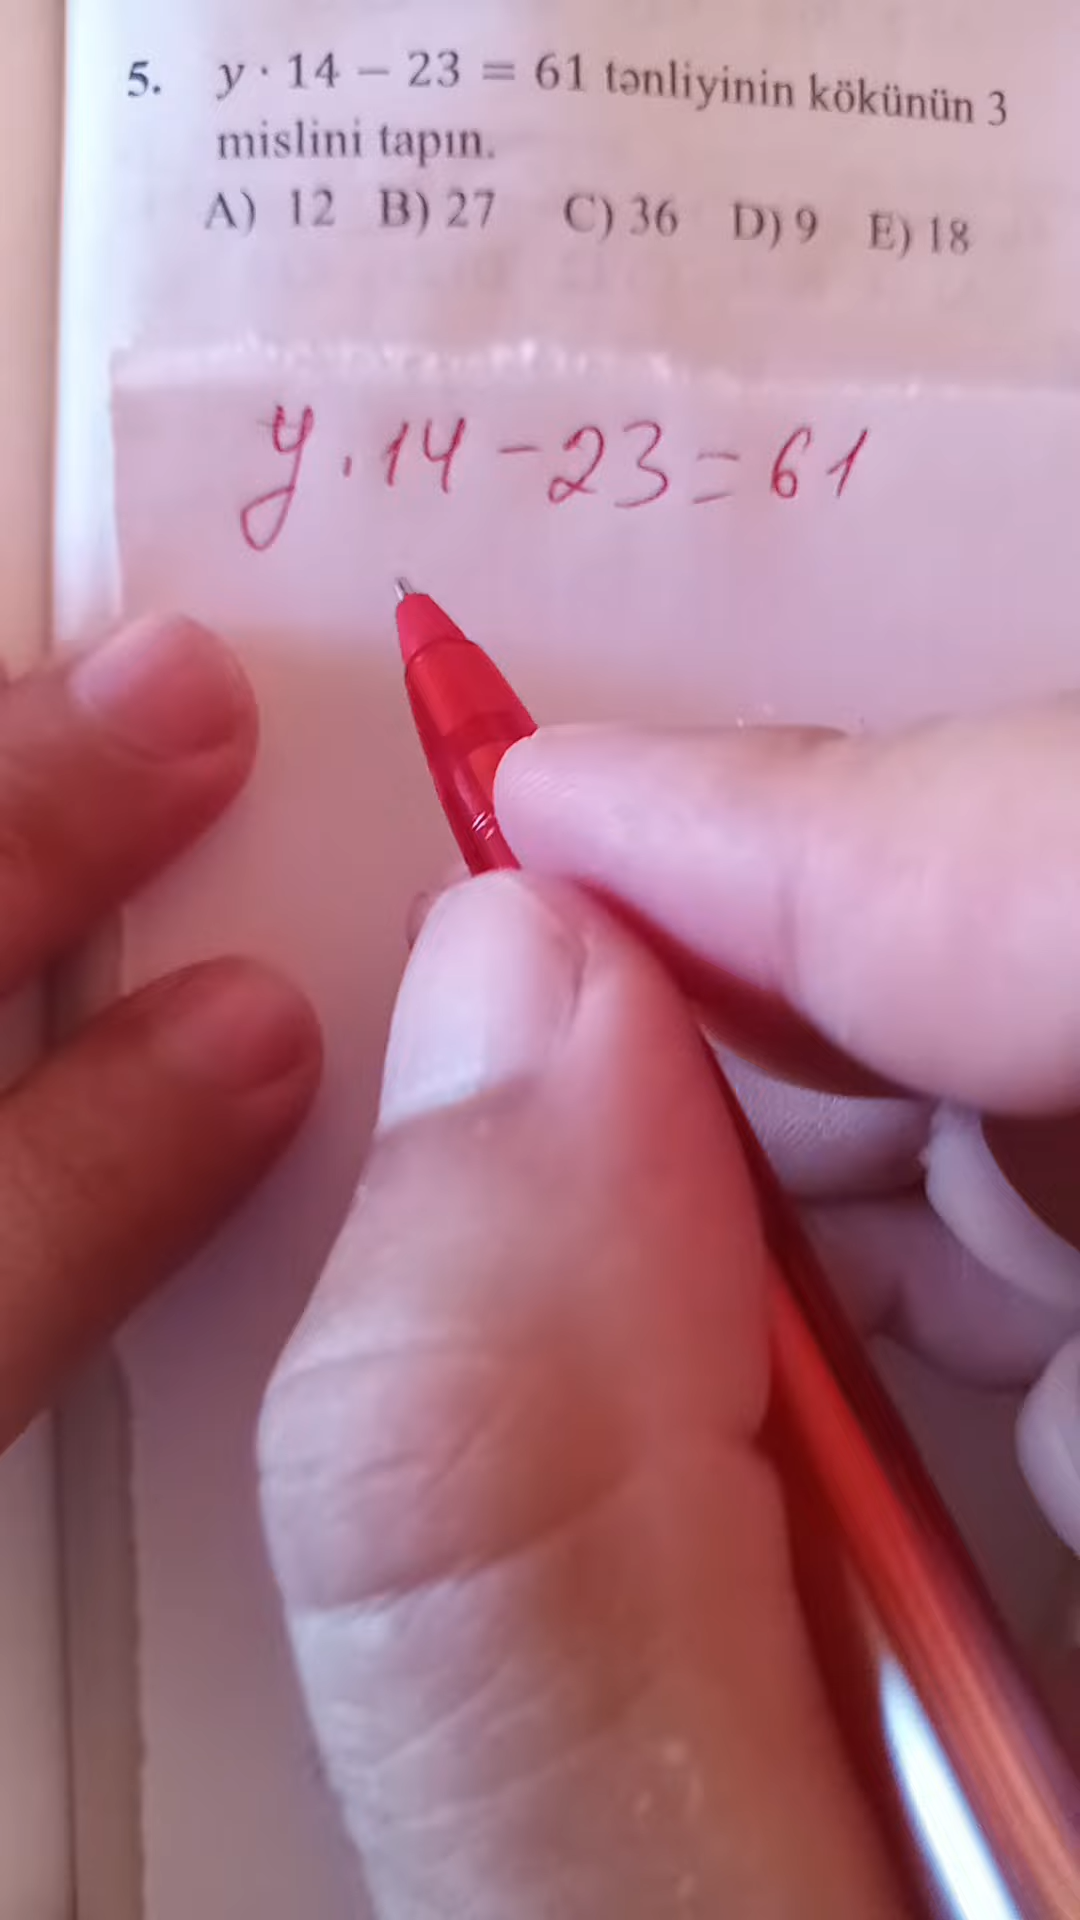 5. y · 14 − 23 = 61 tənliyinin kökünün 3
mislini tapın.
A) 12 B) 27 C) 36 D) 9 E) 18
y · 14 − 23 = 61